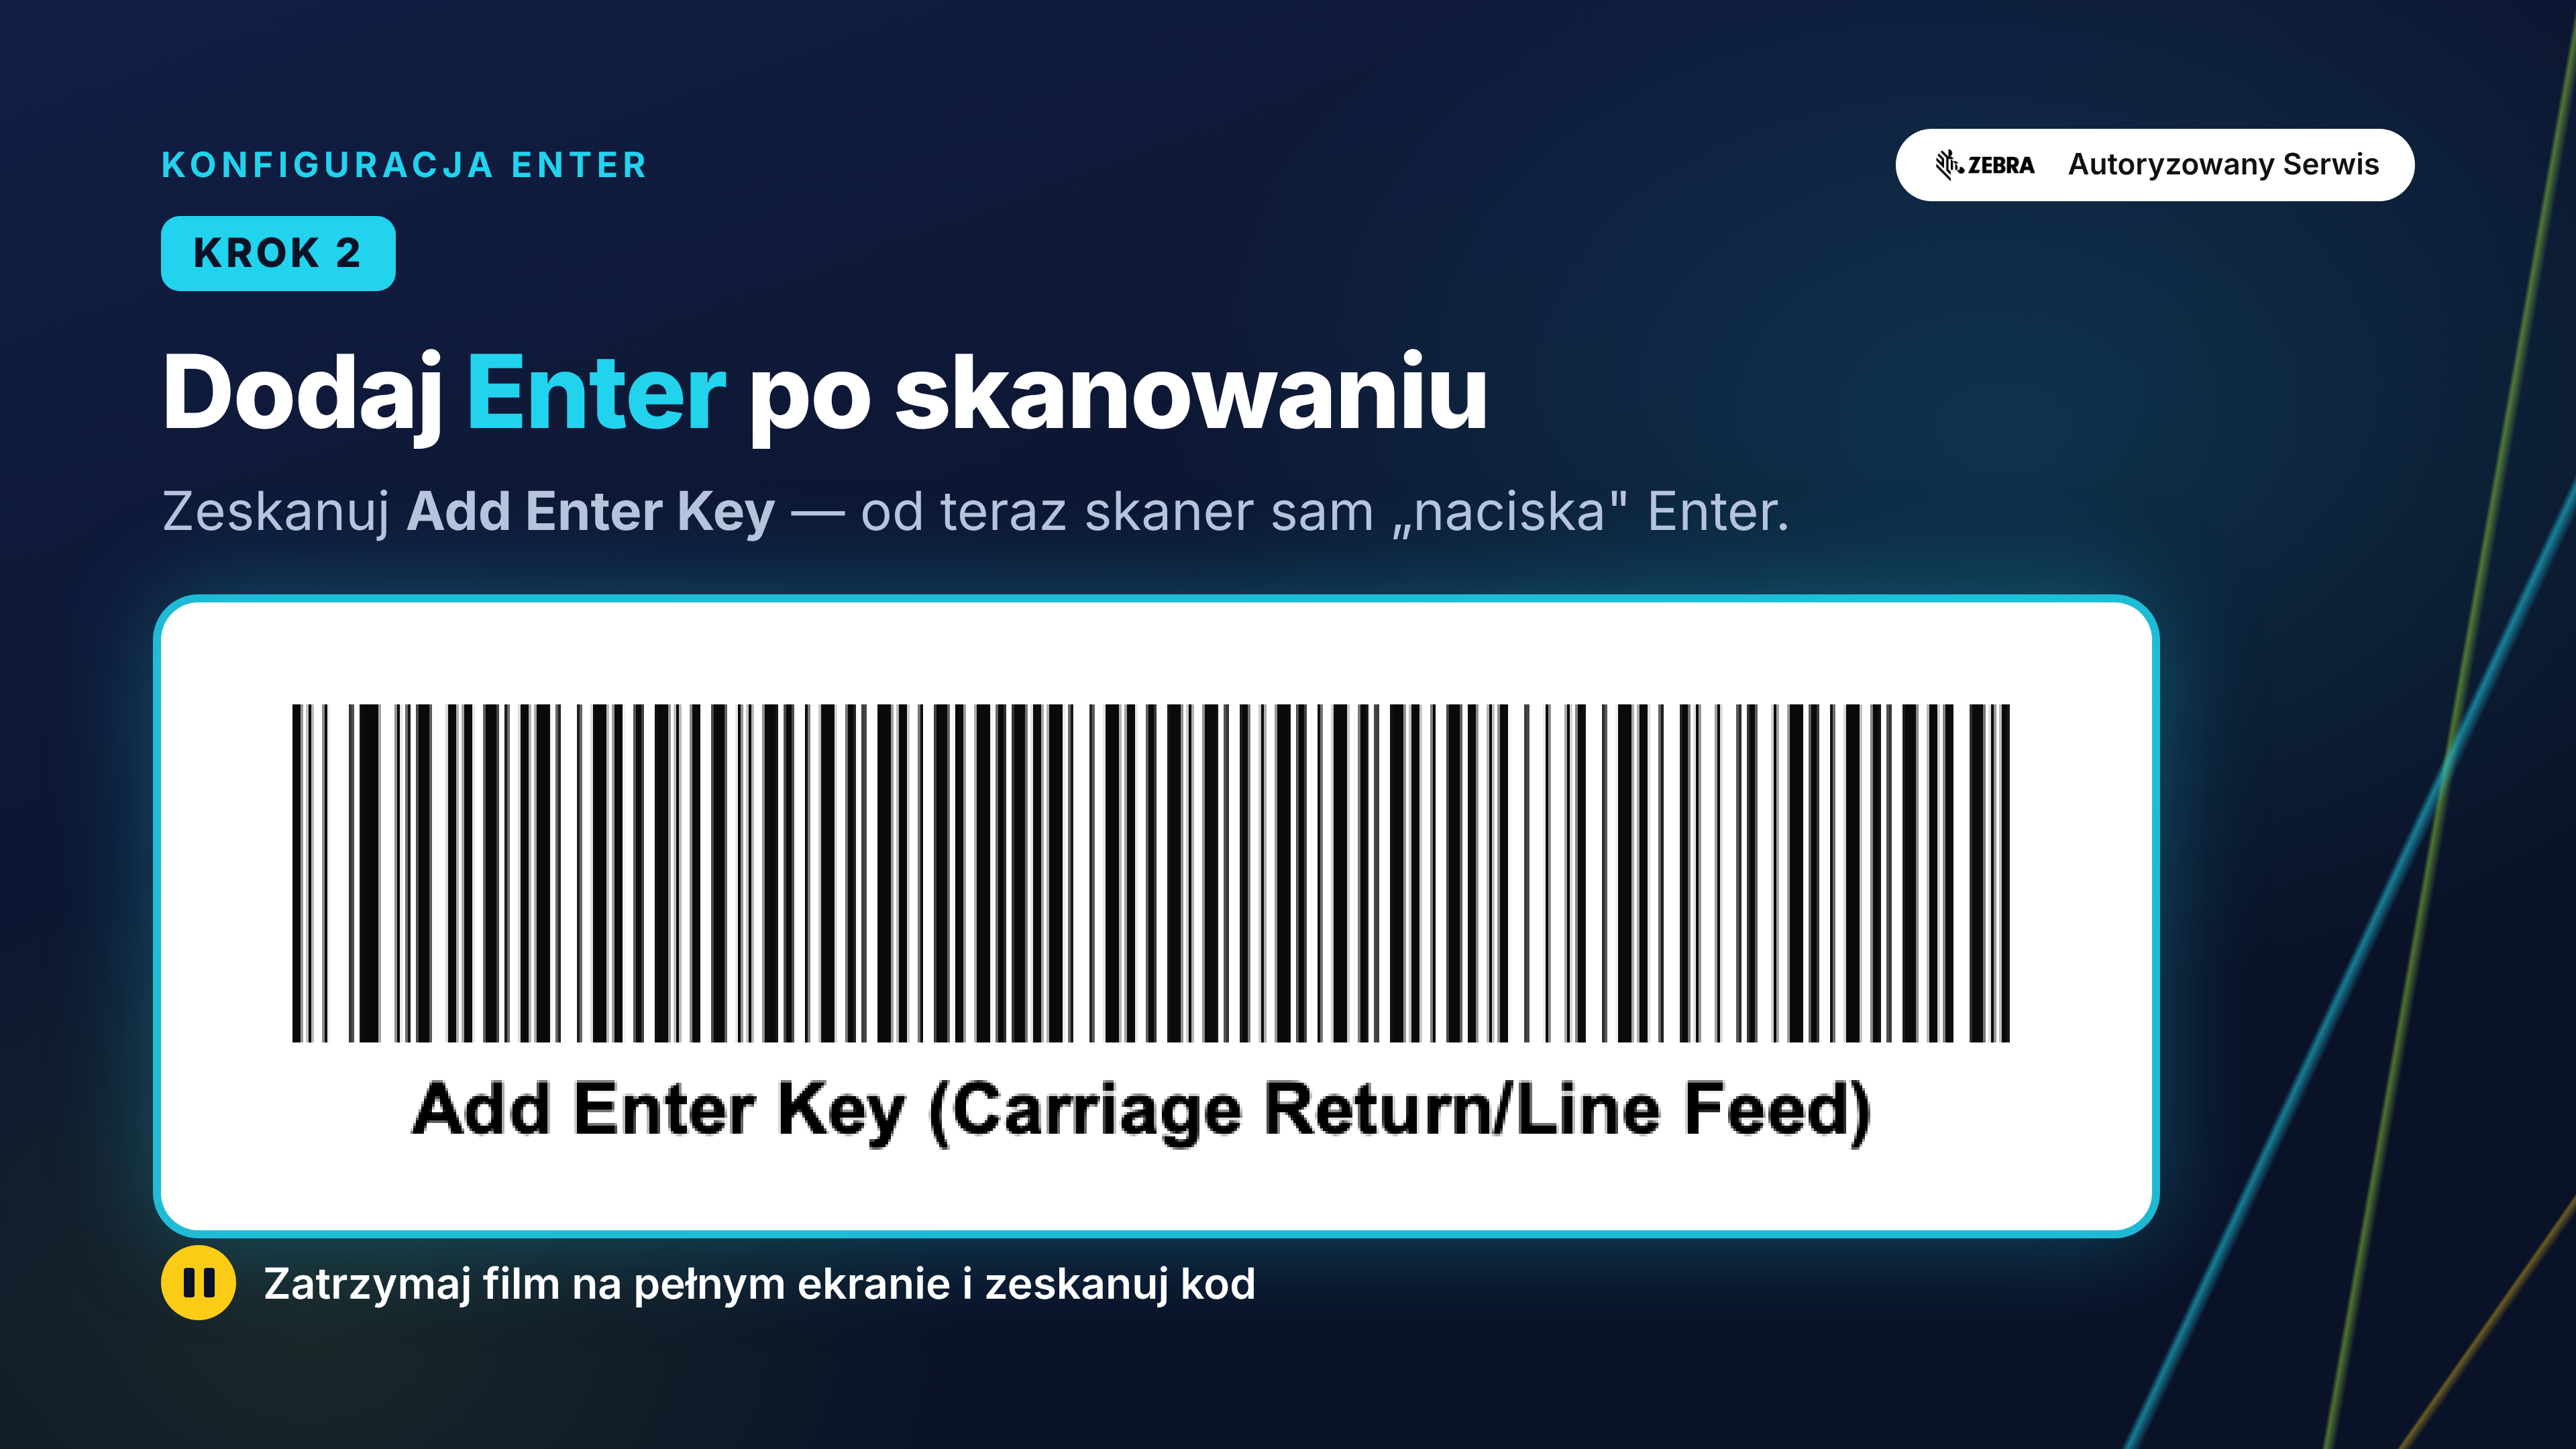 KONFIGURACJA ENTER
ZEBRA Autoryzowany Serwis
KROK 2
Dodaj Enter po skanowaniu
Zeskanuj Add Enter Key — od teraz skaner sam „naciska" Enter.
Add Enter Key (Carriage Return/Line Feed)
Zatrzymaj film na pełnym ekranie i zeskanuj kod